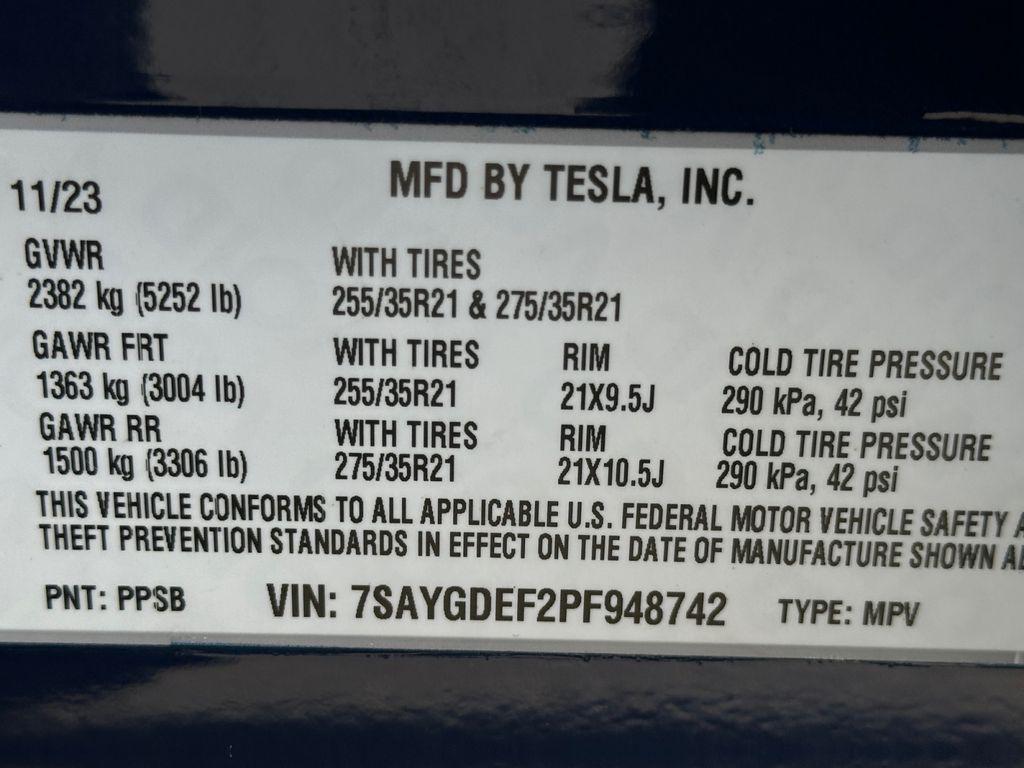 MFD BY TESLA, INC.
11/23
GVWR WITH TIRES
2382 kg (5252 lb) 255/35R21 & 275/35R21
GAWR FRT WITH TIRES RIM COLD TIRE PRESSURE
1363 kg (3004 lb) 255/35R21 21X9.5J 290 kPa, 42 psi
GAWR RR WITH TIRES RIM COLD TIRE PRESSURE
1500 kg (3306 lb) 275/35R21 21X10.5J 290 kPa, 42 psi
THIS VEHICLE CONFORMS TO ALL APPLICABLE U.S. FEDERAL MOTOR VEHICLE SAFETY
THEFT PREVENTION STANDARDS IN EFFECT ON THE DATE OF MANUFACTURE SHOWN
PNT: PPSB VIN: 7SAYGDEF2PF948742 TYPE: MPV